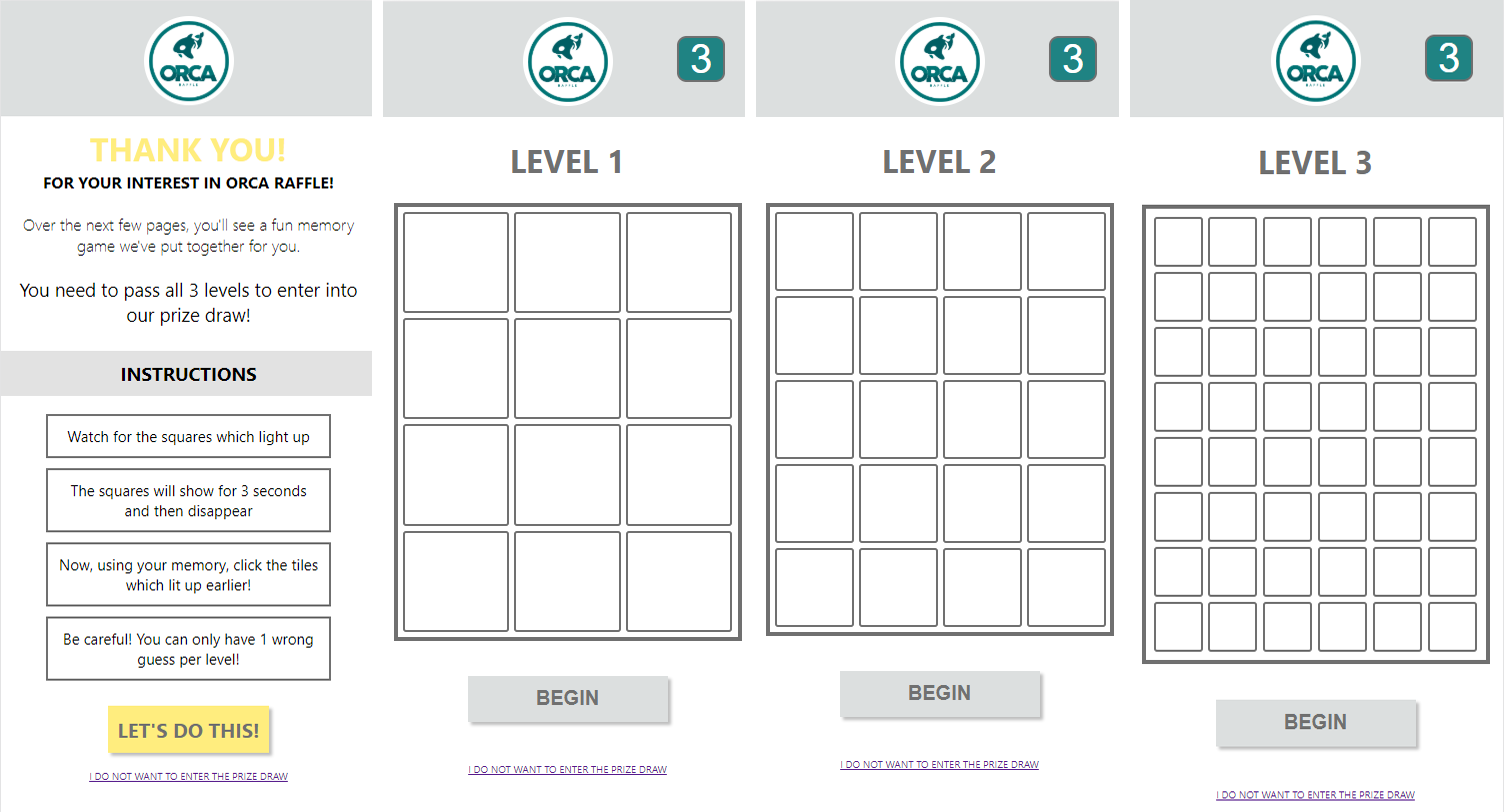 ORCA
RAFFLE
THANK YOU!
FOR YOUR INTEREST IN ORCA RAFFLE!
Over the next few pages, you'll see a fun memory
game we've put together for you.
You need to pass all 3 levels to enter into
our prize draw!
INSTRUCTIONS
Watch for the squares which light up
The squares will show for 3 seconds
and then disappear
Now, using your memory, click the tiles
which lit up earlier!
Be careful! You can only have 1 wrong
guess per level!
LET'S DO THIS!
I DO NOT WANT TO ENTER THE PRIZE DRAW
ORCA
RAFFLE
3
LEVEL 1
BEGIN
I DO NOT WANT TO ENTER THE PRIZE DRAW
ORCA
RAFFLE
3
LEVEL 2
BEGIN
I DO NOT WANT TO ENTER THE PRIZE DRAW
ORCA
RAFFLE
3
LEVEL 3
BEGIN
I DO NOT WANT TO ENTER THE PRIZE DRAW